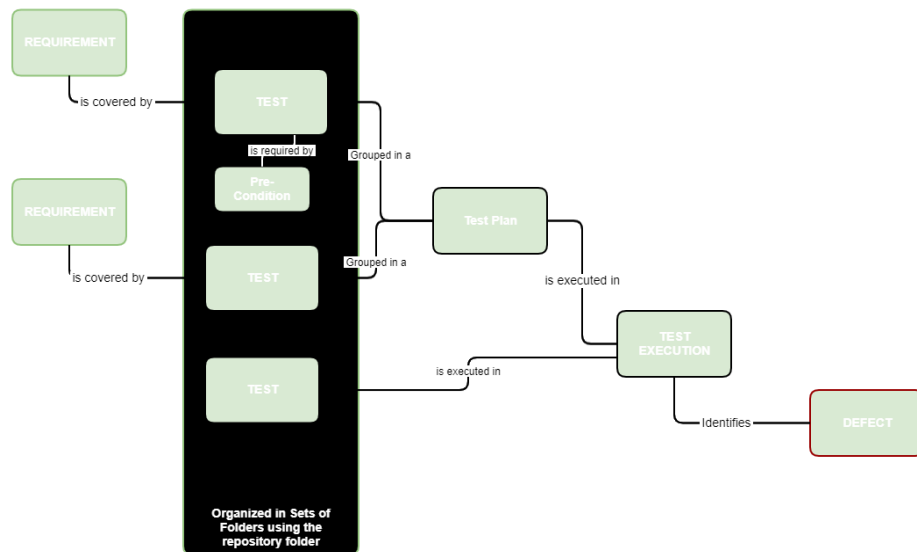 REQUIREMENT
is covered by
TEST
is required by
Pre-
Condition
Grouped in a
REQUIREMENT
is covered by
TEST
Grouped in a
Test Plan
is executed in
TEST
is executed in
TEST
EXECUTION
Identifies
DEFECT
Organized in Sets of
Folders using the
repository folder